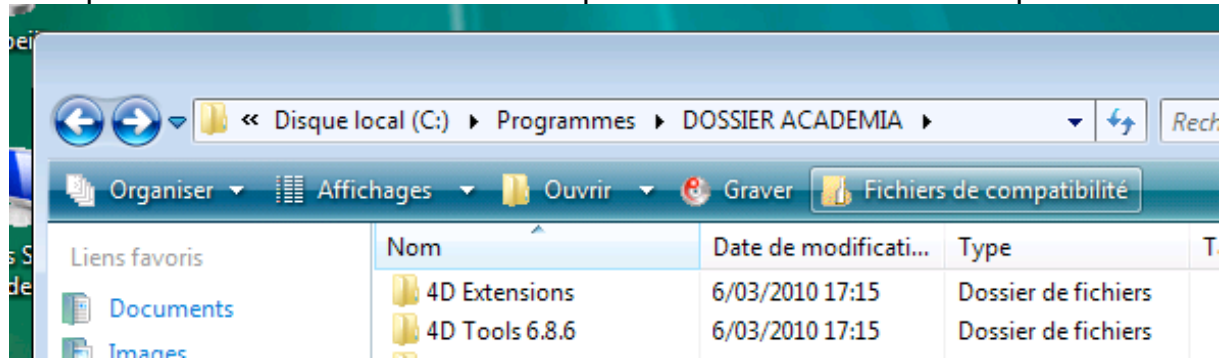 « Disque local (C:) ▸ Programmes ▸ DOSSIER ACADEMIA ▸
Organiser Affichages Ouvrir Graver Fichiers de compatibilité
Liens favoris Nom Date de modificati... Type
Documents 4D Extensions 6/03/2010 17:15 Dossier de fichiers
Images 4D Tools 6.8.6 6/03/2010 17:15 Dossier de fichiers